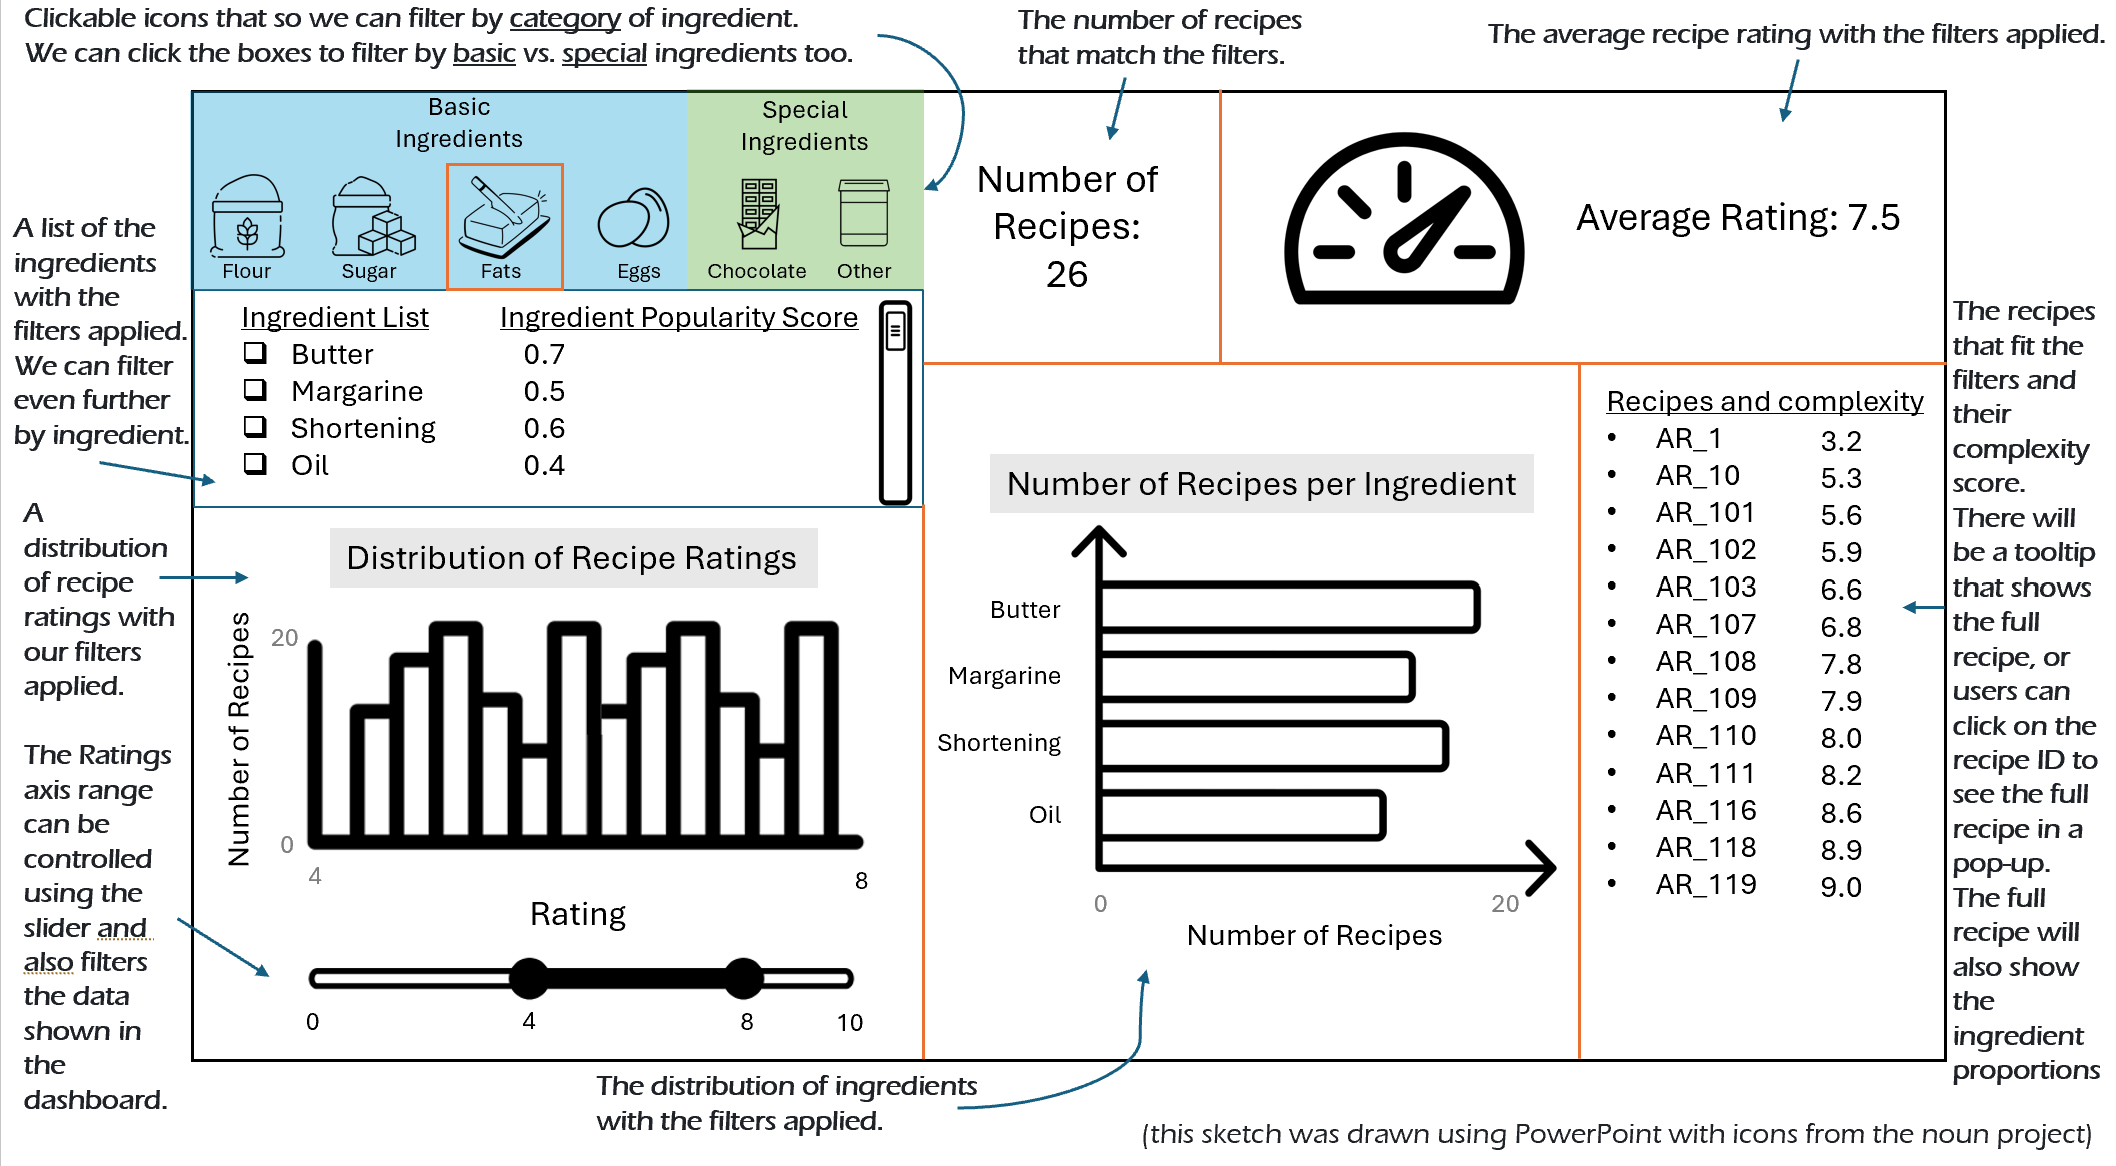 Clickable icons that so we can filter by category of ingredient.
We can click the boxes to filter by basic vs. special ingredients too.
The number of recipes
that match the filters.
The average recipe rating with the filters applied.
Basic
Ingredients
Special
Ingredients
Flour
Sugar
Fats
Eggs
Chocolate
Other
Number of
Recipes:
26
Average Rating: 7.5
A list of the
ingredients
with the
filters applied.
We can filter
even further
by ingredient.
Ingredient List Ingredient Popularity Score
Butter 0.7
Margarine 0.5
Shortening 0.6
Oil 0.4
A
distribution
of recipe
ratings with
our filters
applied.
The Ratings
axis range
can be
controlled
using the
slider and
also filters
the data
shown in
the
dashboard.
Distribution of Recipe Ratings
Number of Recipes
20
0
4
8
Rating
0
4
8
10
Number of Recipes per Ingredient
Butter
Margarine
Shortening
Oil
0
20
Number of Recipes
The distribution of ingredients
with the filters applied.
Recipes and complexity
• AR_1 3.2
• AR_10 5.3
• AR_101 5.6
• AR_102 5.9
• AR_103 6.6
• AR_107 6.8
• AR_108 7.8
• AR_109 7.9
• AR_110 8.0
• AR_111 8.2
• AR_116 8.6
• AR_118 8.9
• AR_119 9.0
The recipes
that fit the
filters and
their
complexity
score.
There will
be a tooltip
that shows
the full
recipe, or
users can
click on the
recipe ID to
see the full
recipe in a
pop-up.
The full
recipe will
also show
the
ingredient
proportions
(this sketch was drawn using PowerPoint with icons from the noun project)